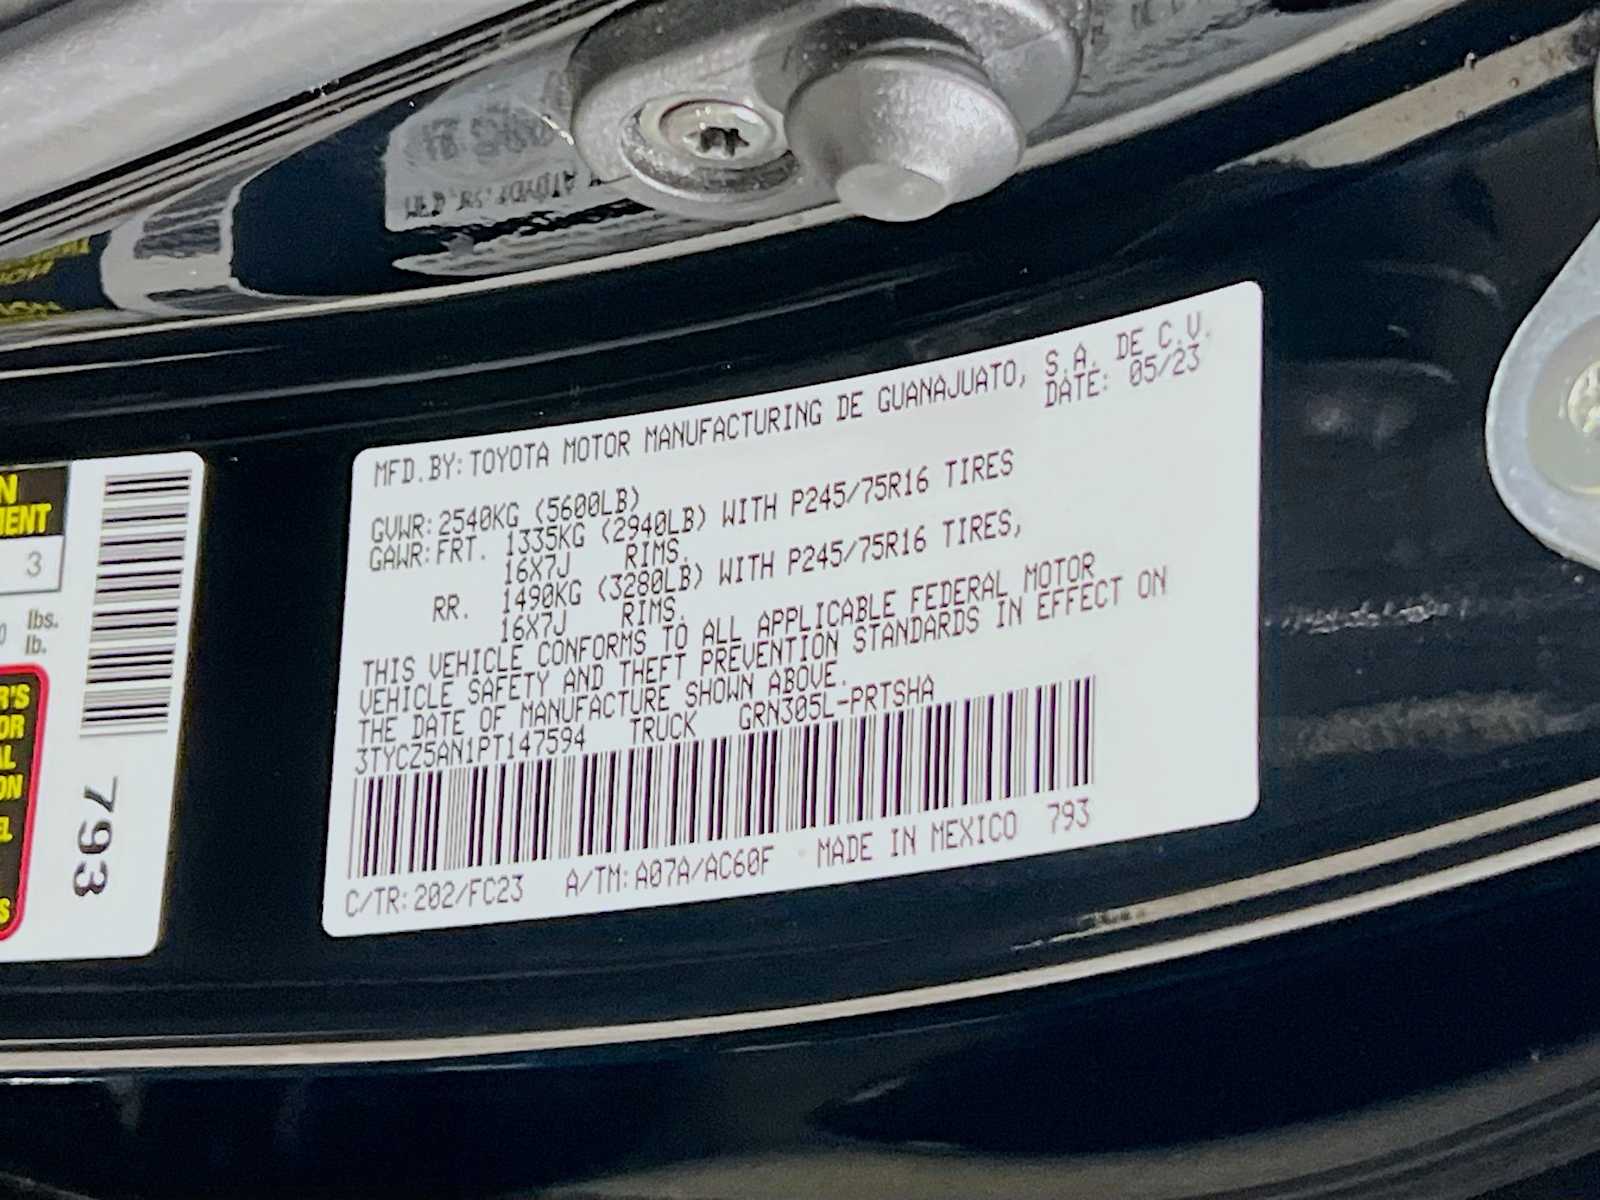 MFD.BY:TOYOTA MOTOR MANUFACTURING DE GUANAJUATO, S.A. DE C.V.
DATE: 05/23
GVWR:2540KG (5600LB)
GAWR:FRT. 1335KG (2940LB) WITH P245/75R16 TIRES
16X7J RIMS.
RR. 1490KG (3280LB) WITH P245/75R16 TIRES,
16X7J RIMS.
THIS VEHICLE CONFORMS TO ALL APPLICABLE FEDERAL MOTOR
VEHICLE SAFETY AND THEFT PREVENTION STANDARDS IN EFFECT ON
THE DATE OF MANUFACTURE SHOWN ABOVE.
3TYCZ5AN1PT147594 TRUCK GRN305L-PRTSHA
C/TR:202/FC23 A/TM:A07A/AC60F MADE IN MEXICO 793
3
lbs.
lb.
793